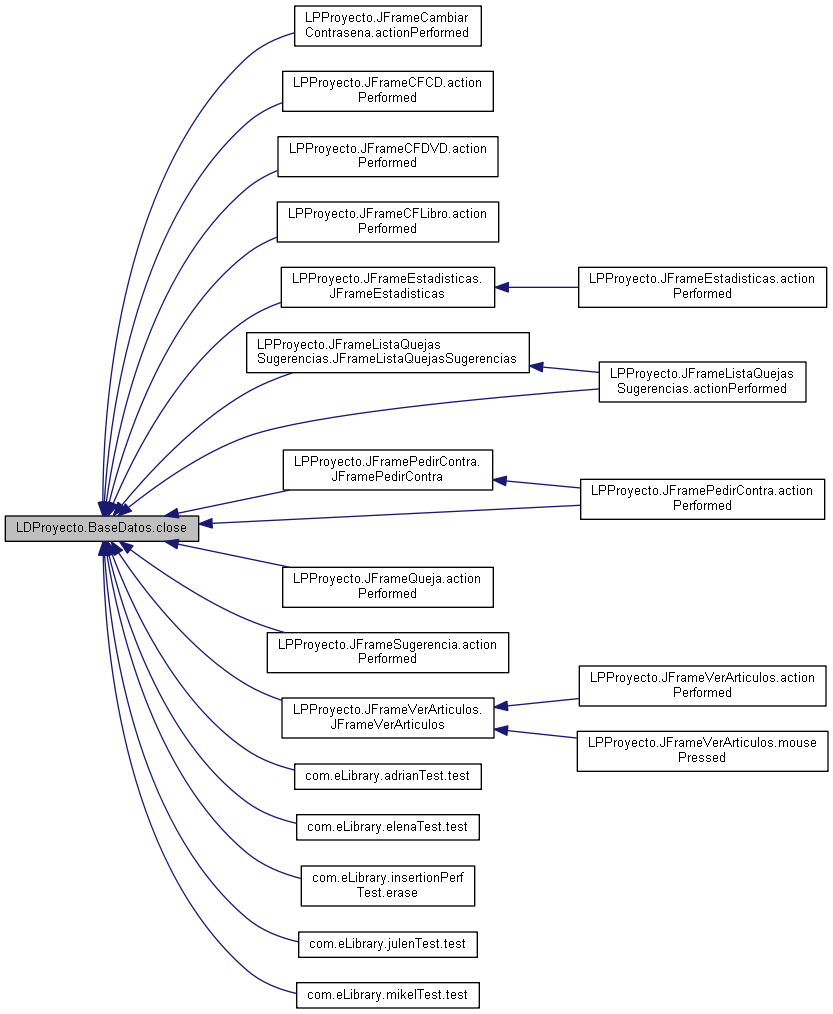 LPProyecto.JFrameCambiar
Contrasena.actionPerformed
LPProyecto.JFrameCFCD.action
Performed
LPProyecto.JFrameCFDVD.action
Performed
LPProyecto.JFrameCFLibro.action
Performed
LPProyecto.JFrameEstadisticas.
JFrameEstadisticas
LPProyecto.JFrameEstadisticas.action
Performed
LPProyecto.JFrameListaQuejas
Sugerencias.JFrameListaQuejasSugerencias
LPProyecto.JFrameListaQuejas
Sugerencias.actionPerformed
LPProyecto.JFramePedirContra.
JFramePedirContra
LPProyecto.JFramePedirContra.action
Performed
LDProyecto.BaseDatos.close
LPProyecto.JFrameQueja.action
Performed
LPProyecto.JFrameSugerencia.action
Performed
LPProyecto.JFrameVerArticulos.
JFrameVerArticulos
LPProyecto.JFrameVerArticulos.action
Performed
LPProyecto.JFrameVerArticulos.mouse
Pressed
com.eLibrary.adrianTest.test
com.eLibrary.elenaTest.test
com.eLibrary.insertionPerf
Test.erase
com.eLibrary.julenTest.test
com.eLibrary.mikelTest.test